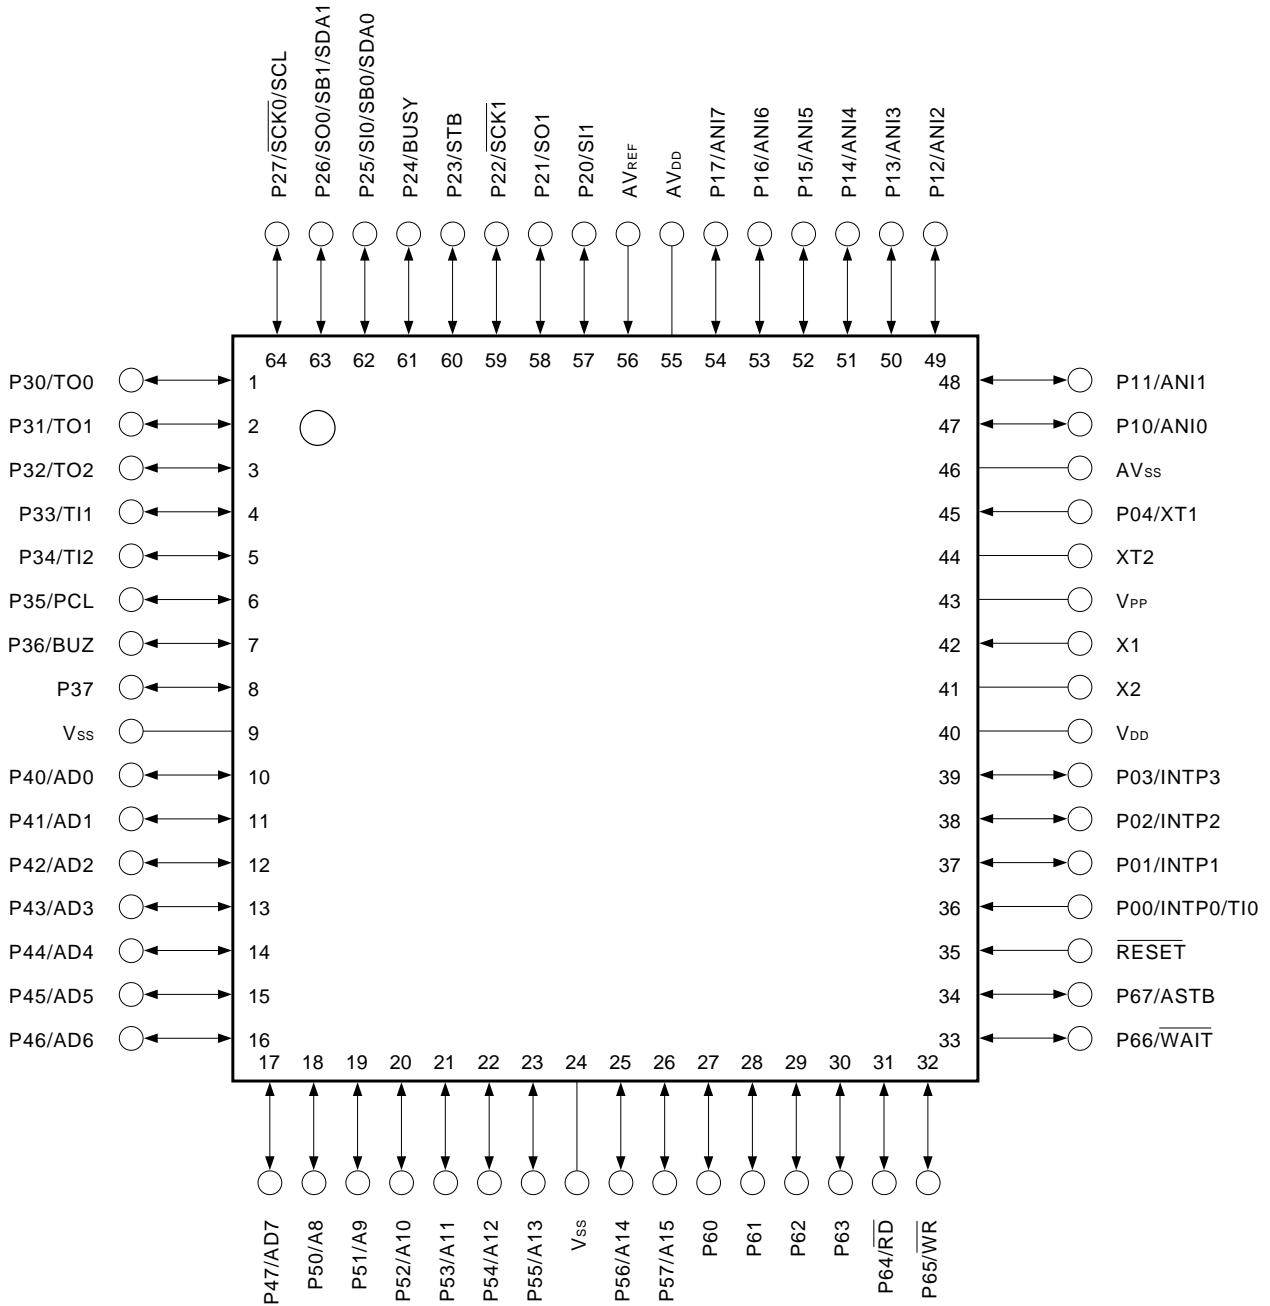 P27/SCK0/SCL
P26/SO0/SB1/SDA1
P25/SI0/SB0/SDA0
P24/BUSY
P23/STB
P22/SCK1
P21/SO1
P20/SI1
AVREF
AVDD
P17/ANI7
P16/ANI6
P15/ANI5
P14/ANI4
P13/ANI3
P12/ANI2
64 63 62 61 60 59 58 57 56 55 54 53 52 51 50 49
P30/TO0 1 48 P11/ANI1
P31/TO1 2 47 P10/ANI0
P32/TO2 3 46 AVSS
P33/TI1 4 45 P04/XT1
P34/TI2 5 44 XT2
P35/PCL 6 43 VPP
P36/BUZ 7 42 X1
P37 8 41 X2
VSS 9 40 VDD
P40/AD0 10 39 P03/INTP3
P41/AD1 11 38 P02/INTP2
P42/AD2 12 37 P01/INTP1
P43/AD3 13 36 P00/INTP0/TI0
P44/AD4 14 35 RESET
P45/AD5 15 34 P67/ASTB
P46/AD6 16 33 P66/WAIT
17 18 19 20 21 22 23 24 25 26 27 28 29 30 31 32
P47/AD7
P50/A8
P51/A9
P52/A10
P53/A11
P54/A12
P55/A13
VSS
P56/A14
P57/A15
P60
P61
P62
P63
P64/RD
P65/WR